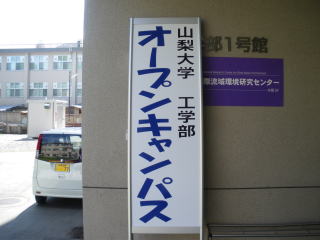 山梨大学 工学部
オープンキャンパス
部1号館
流域環境研究センター